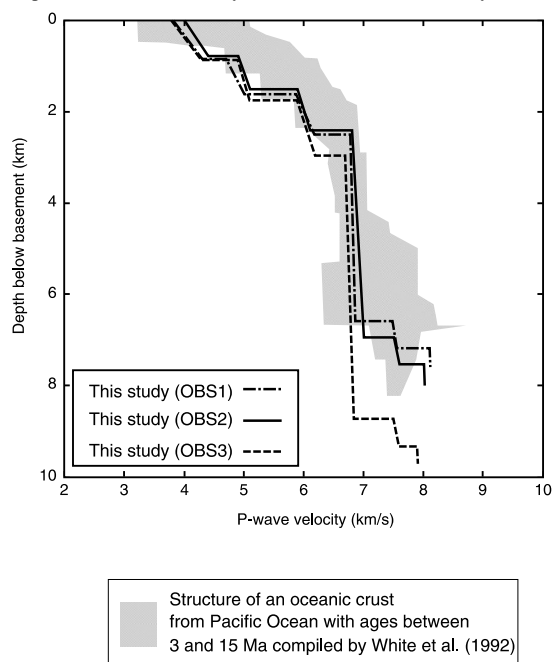 0
2
4
6
8
10
Depth below basement (km)
This study (OBS1)
This study (OBS2)
This study (OBS3)
2 3 4 5 6 7 8 9 10
P-wave velocity (km/s)
Structure of an oceanic crust
from Pacific Ocean with ages between
3 and 15 Ma compiled by White et al. (1992)